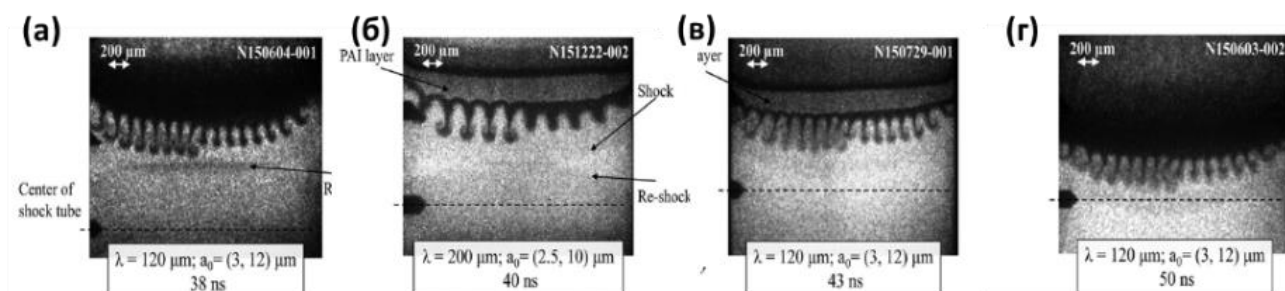 (а)
200 µm
N150604-001
Center of
shock tube
R
λ = 120 µm; a₀= (3, 12) µm
38 ns
(б)
200 µm
N151222-002
PAI layer
Shock
Re-shock
λ = 200 µm; a₀= (2.5, 10) µm
40 ns
(в)
200 µm
N150729-001
ayer
λ = 120 µm; a₀= (3, 12) µm
43 ns
(г)
200 µm
N150603-002
λ = 120 µm; a₀= (3, 12) µm
50 ns